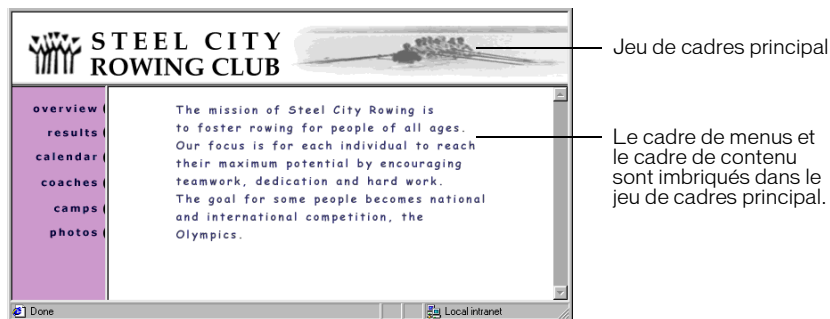 STEEL CITY
ROWING CLUB
Jeu de cadres principal
overview
results
calendar
coaches
camps
photos
The mission of Steel City Rowing is
to foster rowing for people of all ages.
Our focus is for each individual to reach
their maximum potential by encouraging
teamwork, dedication and hard work.
The goal for some people becomes national
and international competition, the
Olympics.
Le cadre de menus et
le cadre de contenu
sont imbriqués dans le
jeu de cadres principal.
Done
Local intranet